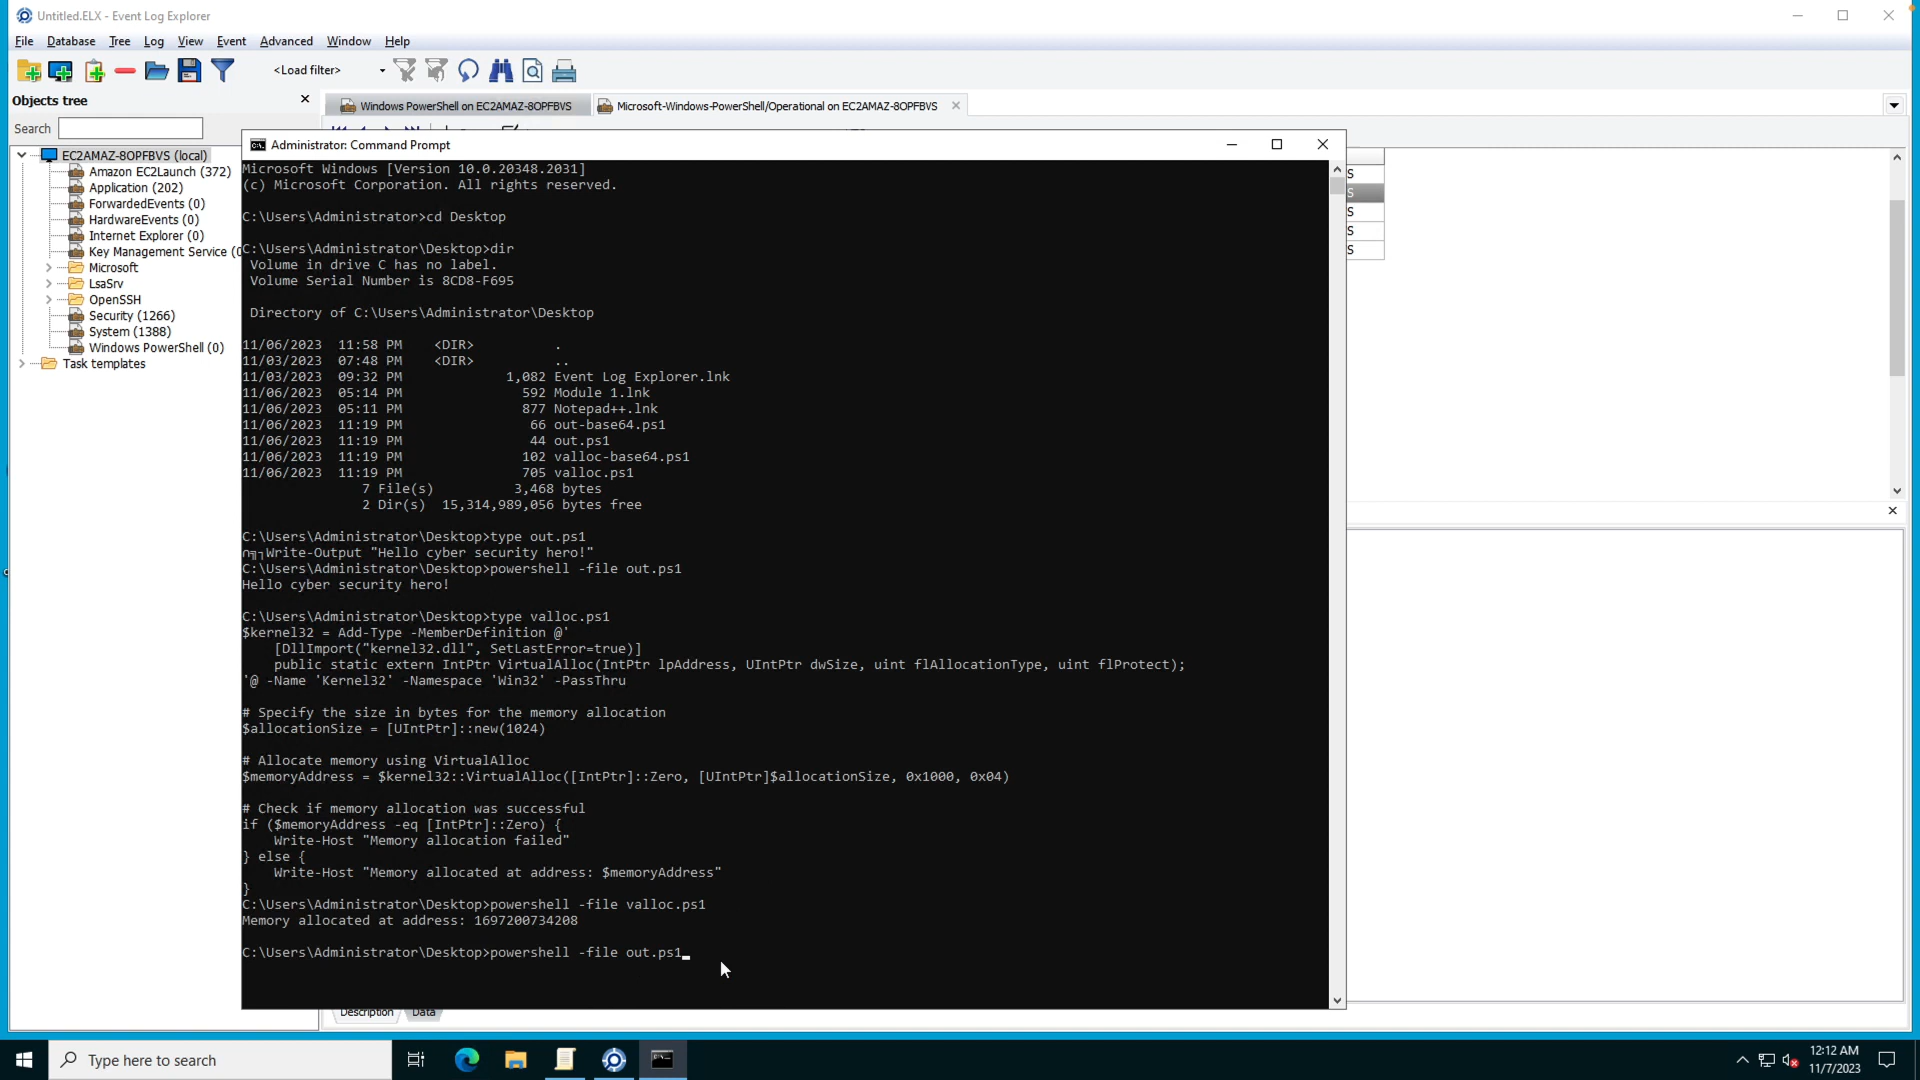 Untitled.ELX - Event Log Explorer
File Database Tree Log View Event Advanced Window Help
<Load filter>
Objects tree
Windows PowerShell on EC2AMAZ-8OPFBVS
Microsoft-Windows-PowerShell/Operational on EC2AMAZ-8OPFBVS
Search
EC2AMAZ-8OPFBVS (local)
Amazon EC2Launch (372)
Application (202)
ForwardedEvents (0)
HardwareEvents (0)
Internet Explorer (0)
Key Management Service (0
Microsoft
LsaSrv
OpenSSH
Security (1266)
System (1388)
Windows PowerShell (0)
Task templates
Administrator: Command Prompt
Microsoft Windows [Version 10.0.20348.2031]
(c) Microsoft Corporation. All rights reserved.
C:\Users\Administrator>cd Desktop
C:\Users\Administrator\Desktop>dir
Volume in drive C has no label.
Volume Serial Number is 8CD8-F695
Directory of C:\Users\Administrator\Desktop
11/06/2023 11:58 PM <DIR> .
11/03/2023 07:48 PM <DIR> ..
11/03/2023 09:32 PM 1,082 Event Log Explorer.lnk
11/06/2023 05:14 PM 592 Module 1.lnk
11/06/2023 05:11 PM 877 Notepad++.lnk
11/06/2023 11:19 PM 66 out-base64.ps1
11/06/2023 11:19 PM 44 out.ps1
11/06/2023 11:19 PM 102 valloc-base64.ps1
11/06/2023 11:19 PM 705 valloc.ps1
7 File(s) 3,468 bytes
2 Dir(s) 15,314,989,056 bytes free
C:\Users\Administrator\Desktop>type out.ps1
∩╗┐Write-Output "Hello cyber security hero!"
C:\Users\Administrator\Desktop>powershell -file out.ps1
Hello cyber security hero!
C:\Users\Administrator\Desktop>type valloc.ps1
$kernel32 = Add-Type -MemberDefinition @'
[DllImport("kernel32.dll", SetLastError=true)]
public static extern IntPtr VirtualAlloc(IntPtr lpAddress, UIntPtr dwSize, uint flAllocationType, uint flProtect);
'@ -Name 'Kernel32' -Namespace 'Win32' -PassThru
# Specify the size in bytes for the memory allocation
$allocationSize = [UIntPtr]::new(1024)
# Allocate memory using VirtualAlloc
$memoryAddress = $kernel32::VirtualAlloc([IntPtr]::Zero, [UIntPtr]$allocationSize, 0x1000, 0x04)
# Check if memory allocation was successful
if ($memoryAddress -eq [IntPtr]::Zero) {
Write-Host "Memory allocation failed"
} else {
Write-Host "Memory allocated at address: $memoryAddress"
}
C:\Users\Administrator\Desktop>powershell -file valloc.ps1
Memory allocated at address: 1697200734208
C:\Users\Administrator\Desktop>powershell -file out.ps1
S
S
S
S
S
Description Data
Type here to search
12:12 AM
11/7/2023